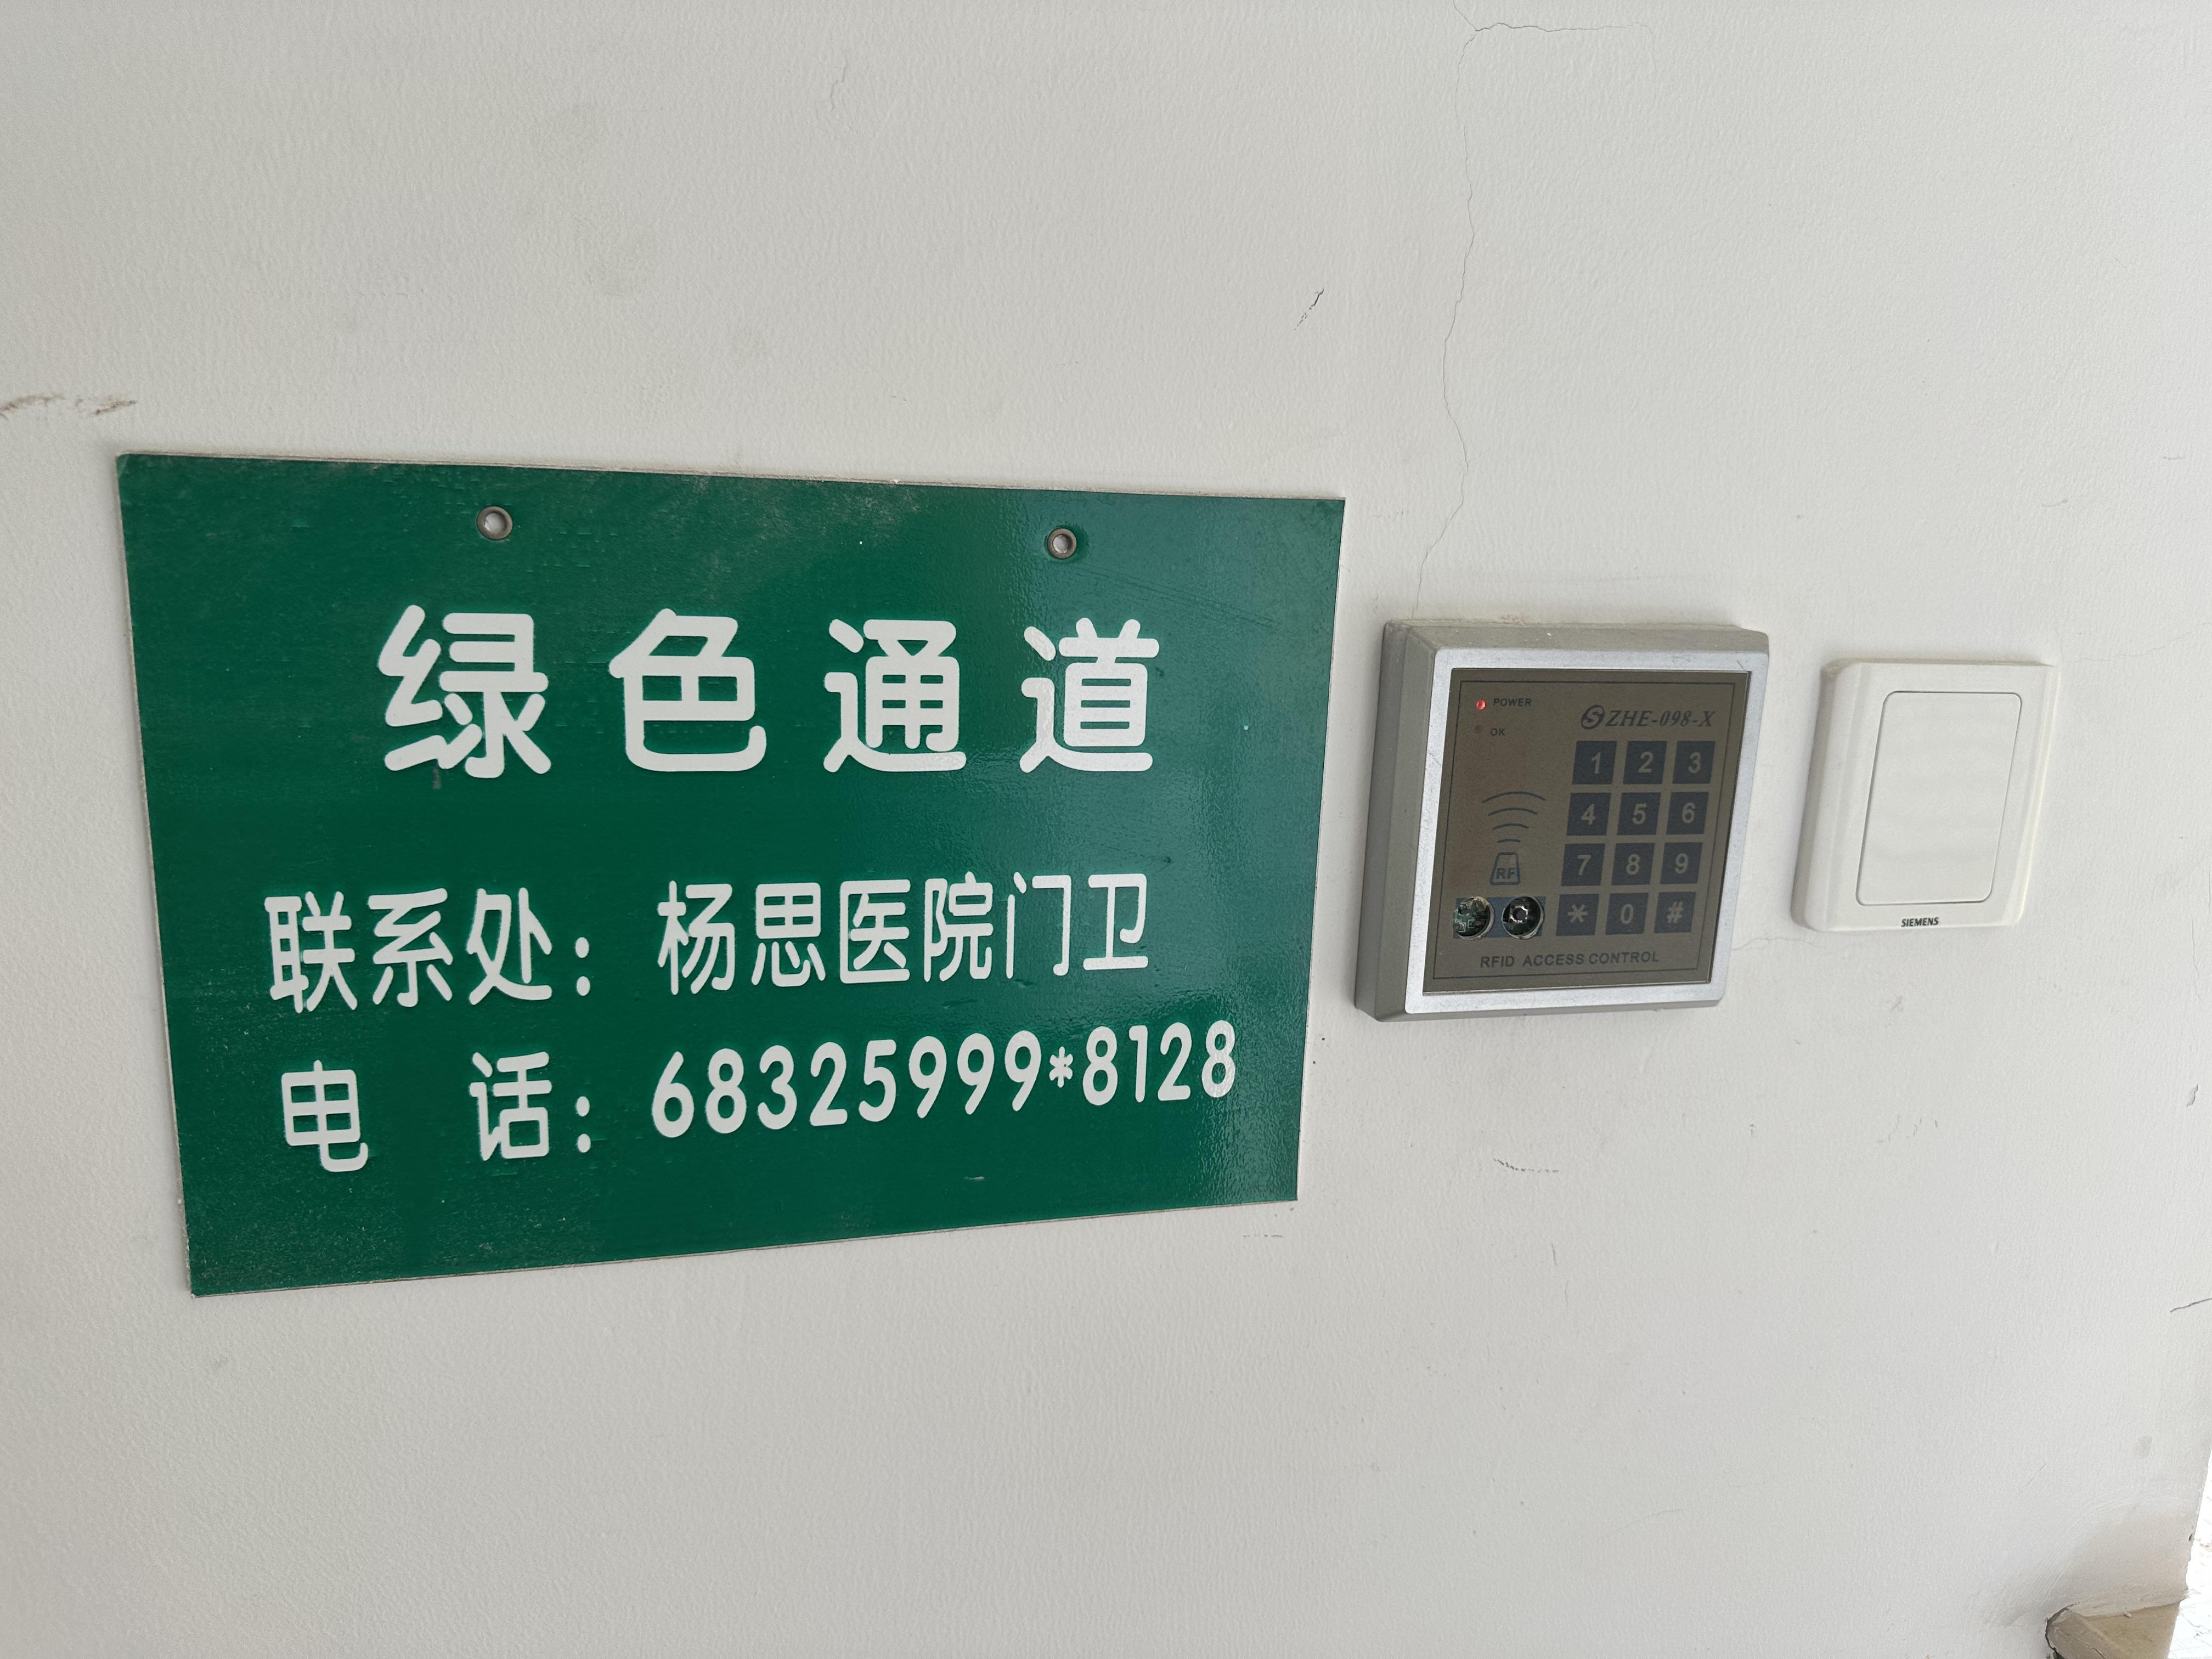 绿色通道
联系处：杨思医院门卫
电 话：68325999*8128
POWER
OK
ZHE-098-X
1 2 3
4 5 6
7 8 9
* 0 #
RF
RFID ACCESS CONTROL
SIEMENS